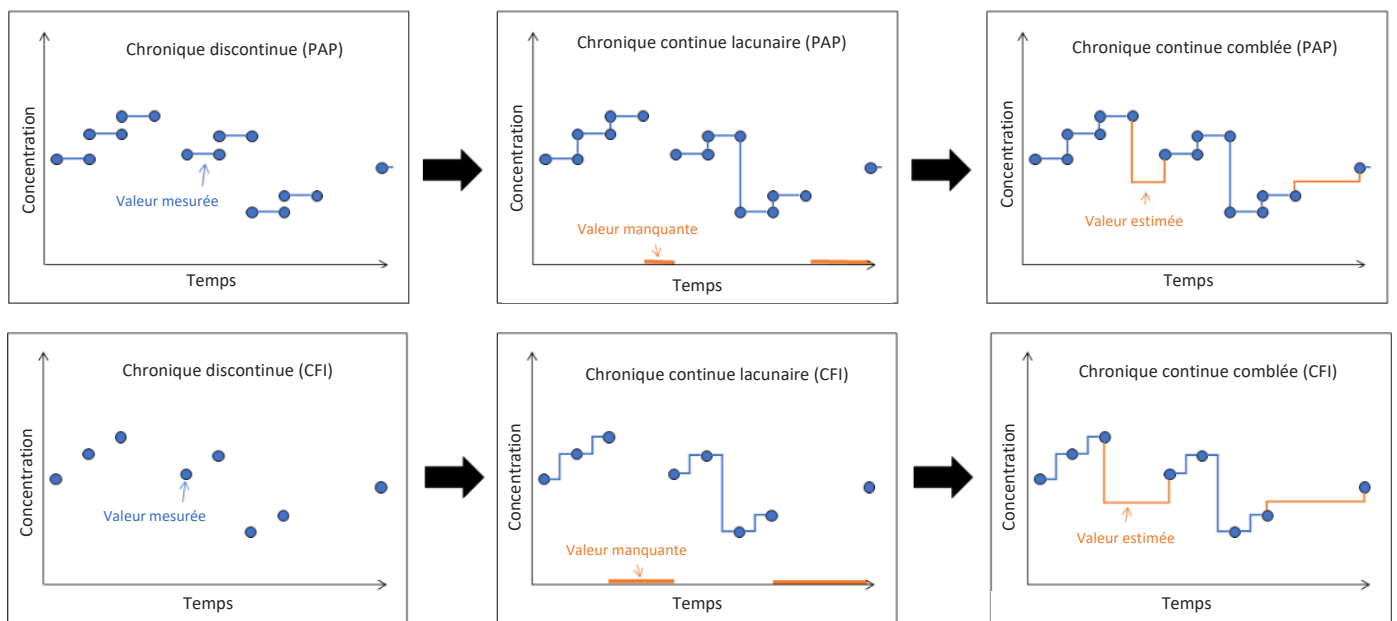 Chronique discontinue (PAP)
Concentration
Valeur mesurée
Temps
Chronique continue lacunaire (PAP)
Concentration
Valeur manquante
Temps
Chronique continue comblée (PAP)
Concentration
Valeur estimée
Temps
Chronique discontinue (CFI)
Concentration
Valeur mesurée
Temps
Chronique continue lacunaire (CFI)
Concentration
Valeur manquante
Temps
Chronique continue comblée (CFI)
Concentration
Valeur estimée
Temps